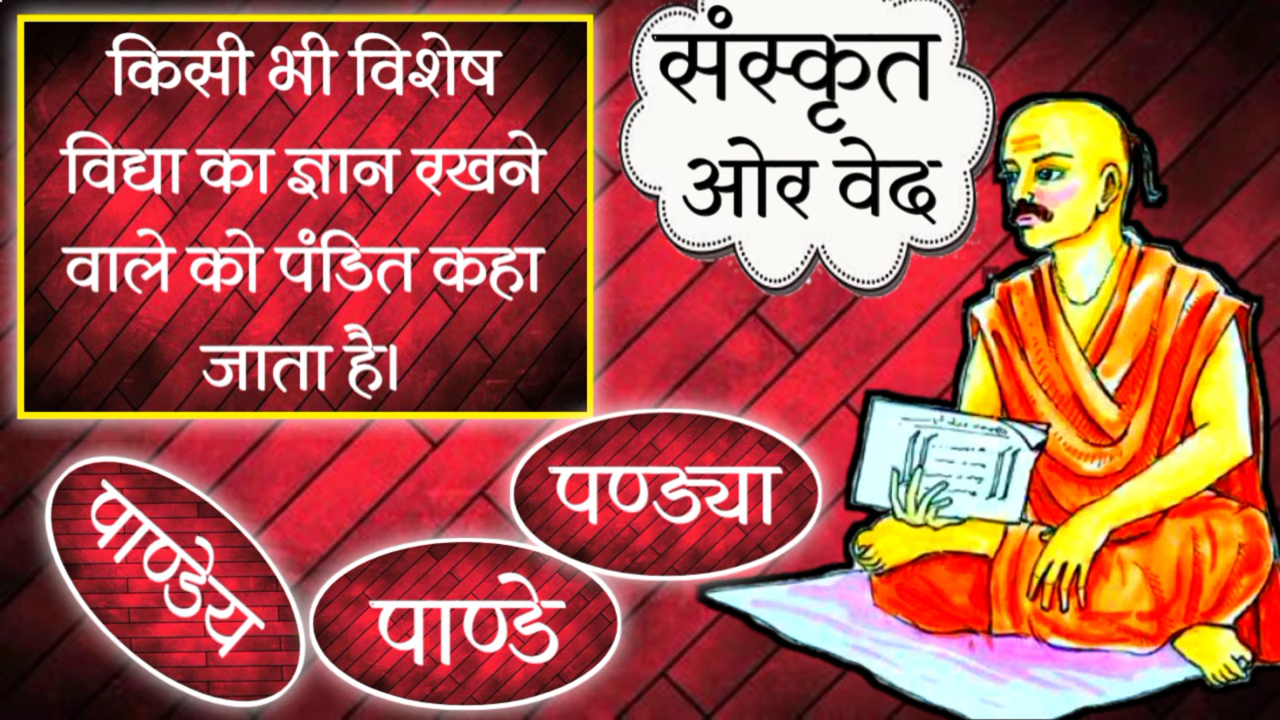 किसी भी विशेष
विद्या का ज्ञान रखने
वाले को पंडित कहा
जाता है।
संस्कृत
ओर वेद
पण्ड्या
पाण्डेय
पाण्डे